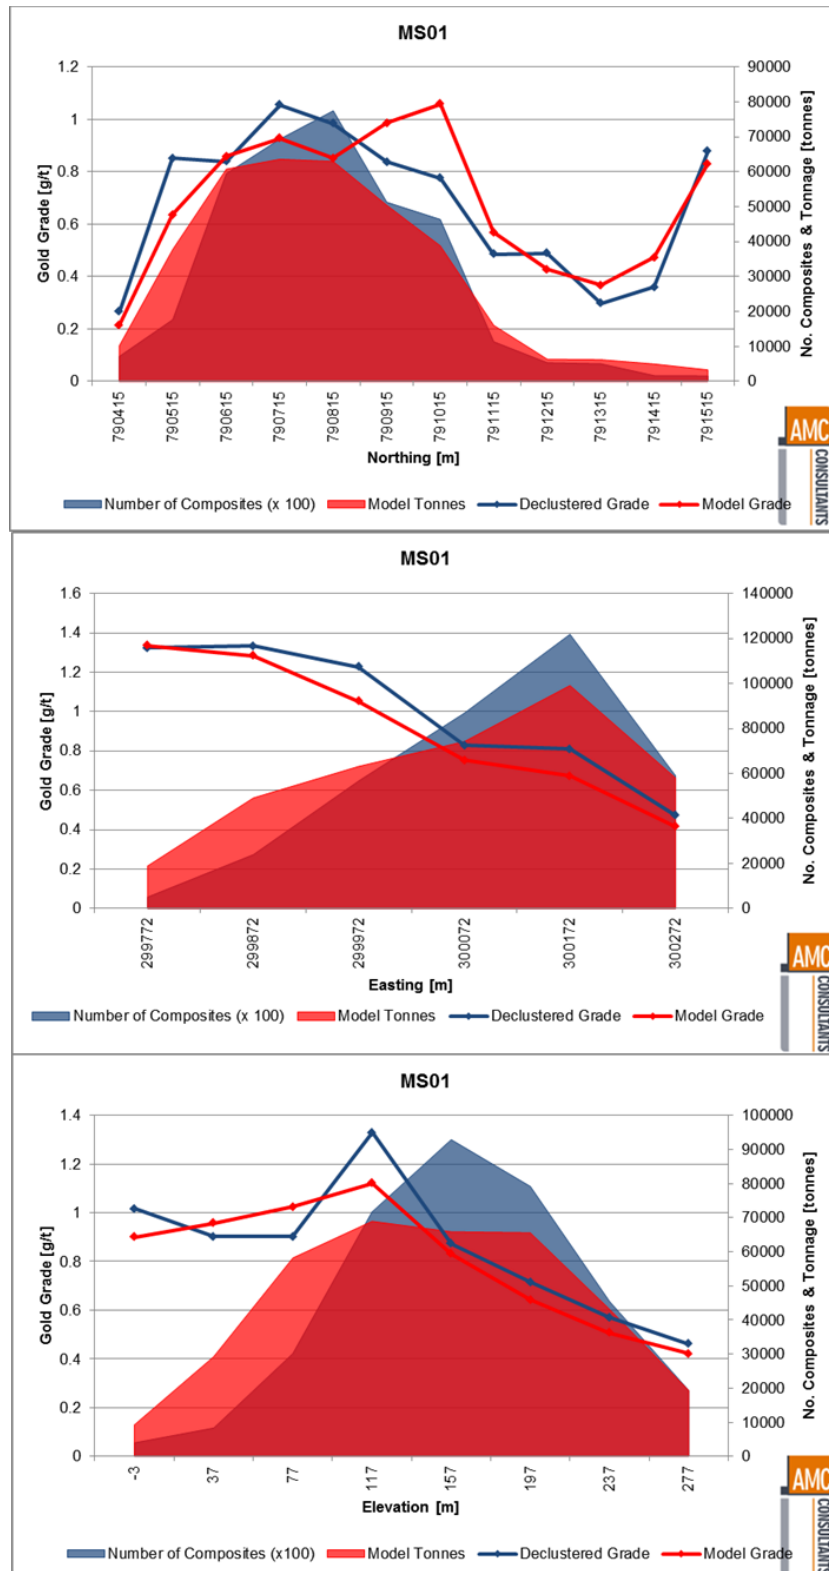 MS01
1.2
1
0.8
0.6
0.4
0.2
0
Gold Grade [g/t]
90000
80000
70000
60000
50000
40000
30000
20000
10000
0
No. Composites & Tonnage [tonnes]
790415 790515 790615 790715 790815 790915 791015 791115 791215 791315 791415 791515
Northing [m]
Number of Composites (x 100) Model Tonnes Declustered Grade Model Grade
AMC
CONSULTANTS
MS01
1.6
1.4
1.2
1
0.8
0.6
0.4
0.2
0
Gold Grade [g/t]
140000
120000
100000
80000
60000
40000
20000
0
No. Composites & Tonnage [tonnes]
299772 299872 299972 300072 300172 300272
Easting [m]
Number of Composites (x 100) Model Tonnes Declustered Grade Model Grade
AMC
CONSULTANTS
MS01
1.4
1.2
1
0.8
0.6
0.4
0.2
0
Gold Grade [g/t]
100000
90000
80000
70000
60000
50000
40000
30000
20000
10000
0
No. Composites & Tonnage [tonnes]
-3 37 77 117 157 197 237 277
Elevation [m]
Number of Composites (x100) Model Tonnes Declustered Grade Model Grade
AMC
CONSULTANTS